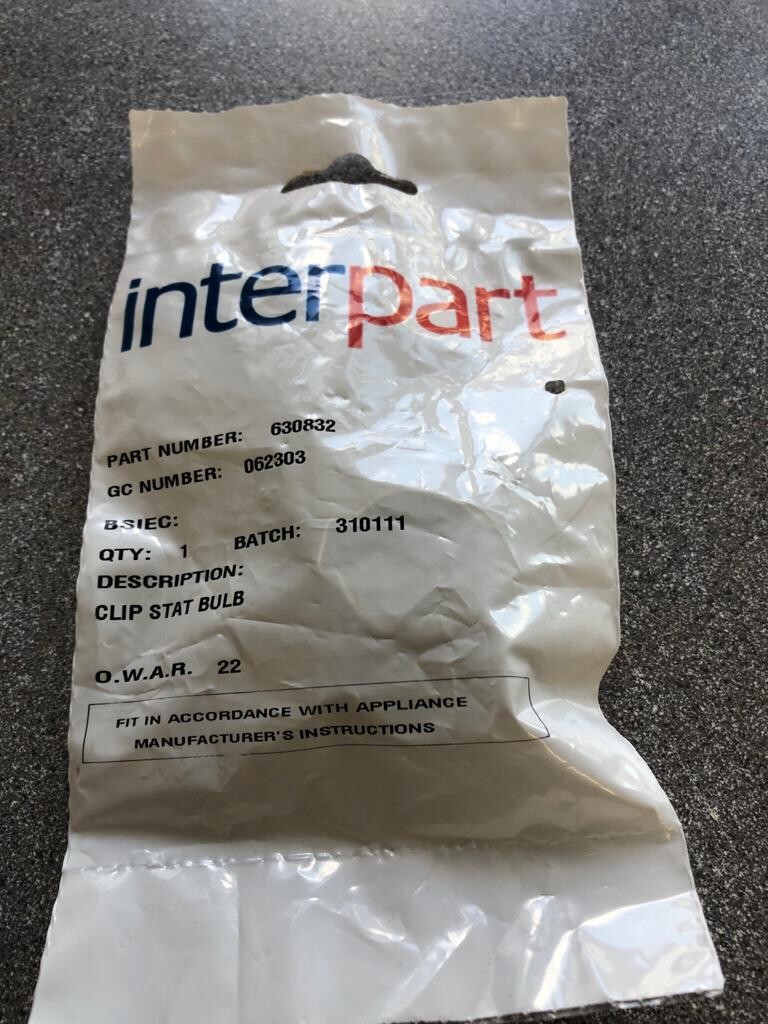 interpart
PART NUMBER: 630832
GC NUMBER: 062303
BSIEC:
QTY: 1 BATCH: 310111
DESCRIPTION:
CLIP STAT BULB
O.W.A.R. 22
FIT IN ACCORDANCE WITH APPLIANCE
MANUFACTURER'S INSTRUCTIONS